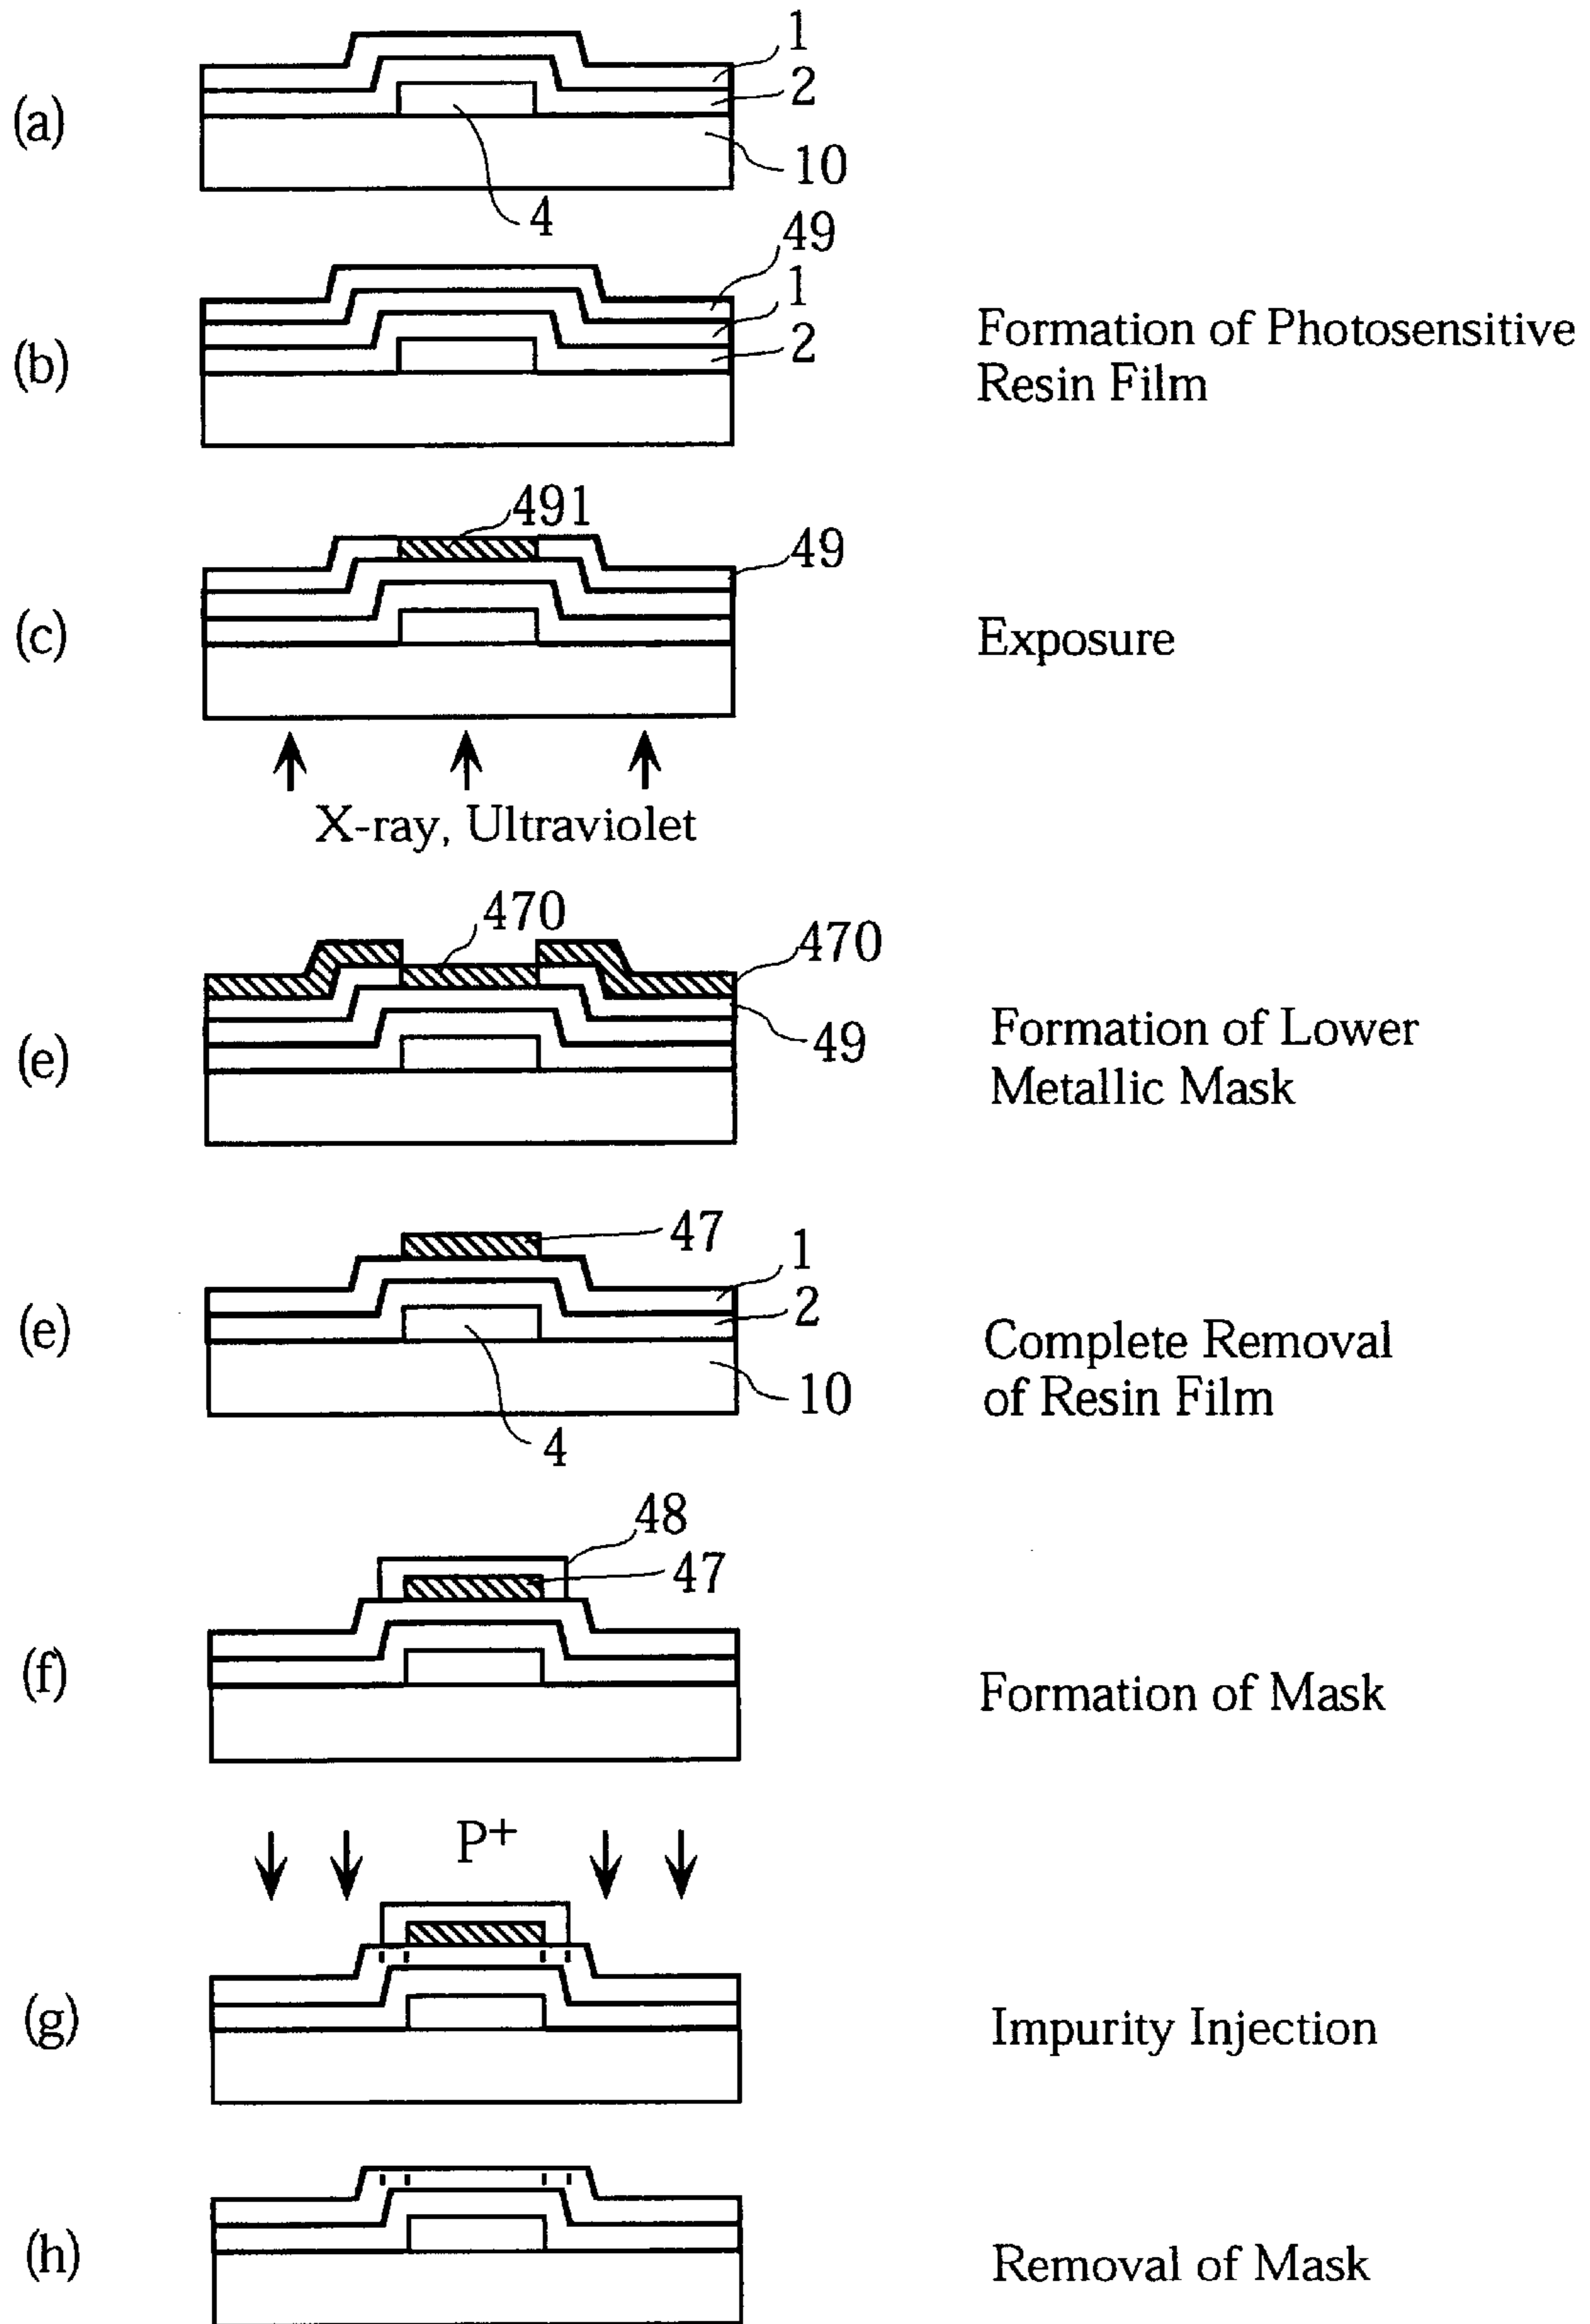 1
2
(a)
10
4
49
1
2
(b)
Formation of Photosensitive
Resin Film
491
49
(c)
Exposure
X-ray, Ultraviolet
470
470
49
(e)
Formation of Lower
Metallic Mask
47
1
2
(e)
10
4
Complete Removal
of Resin Film
48
47
(f)
Formation of Mask
P+
(g)
Impurity Injection
(h)
Removal of Mask